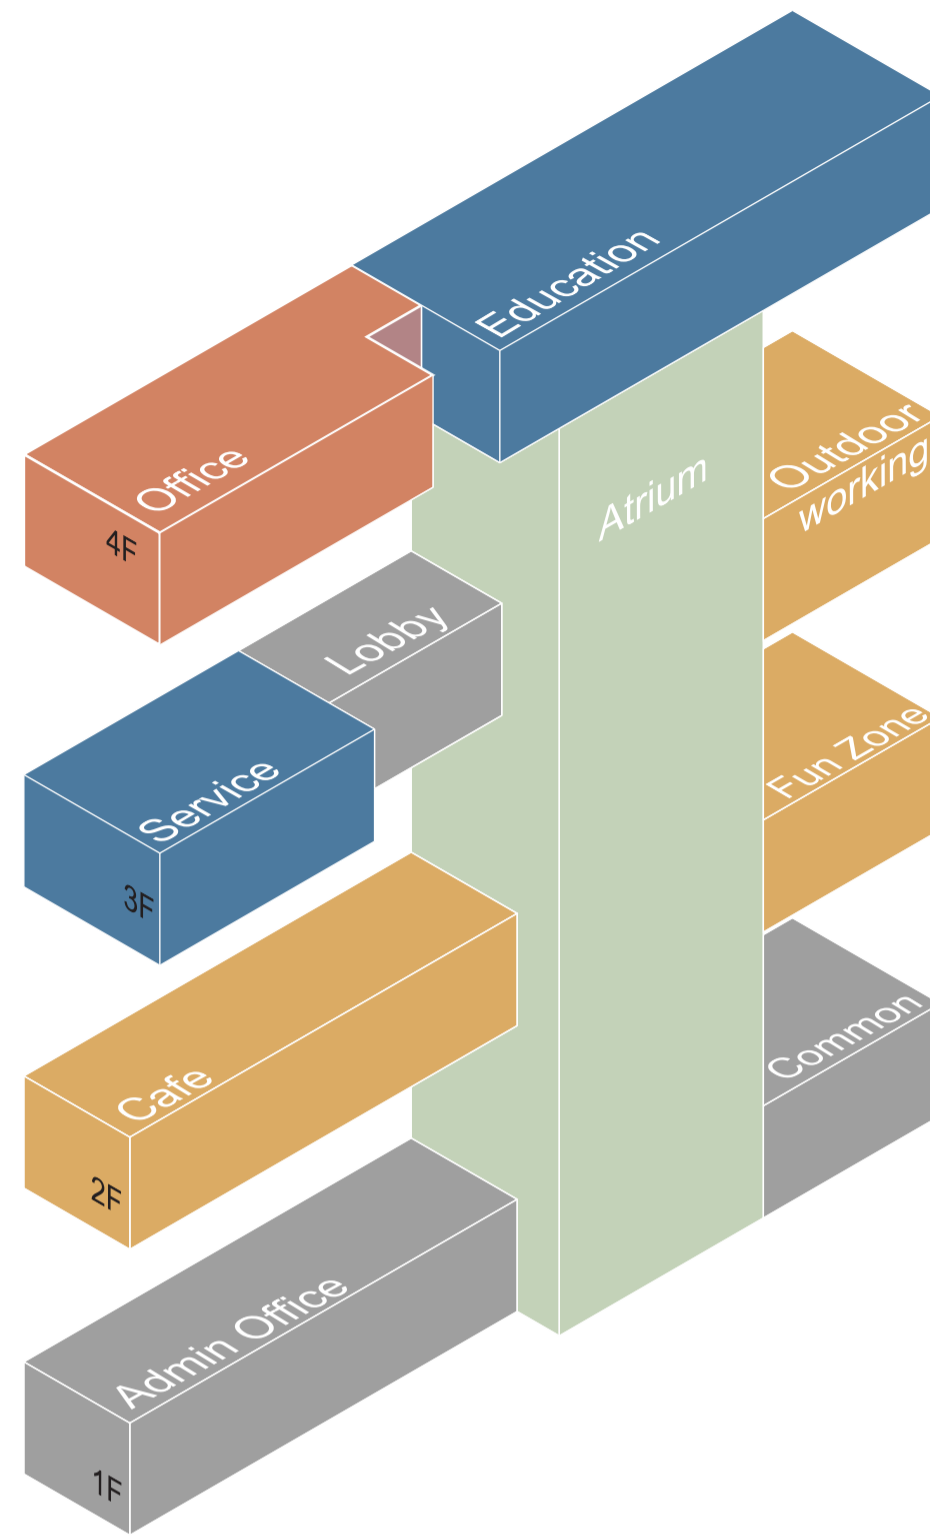 Education
Office
4F
Atrium
Outdoor
working
Lobby
Service
3F
Fun Zone
Cafe
2F
Common
Admin Office
1F